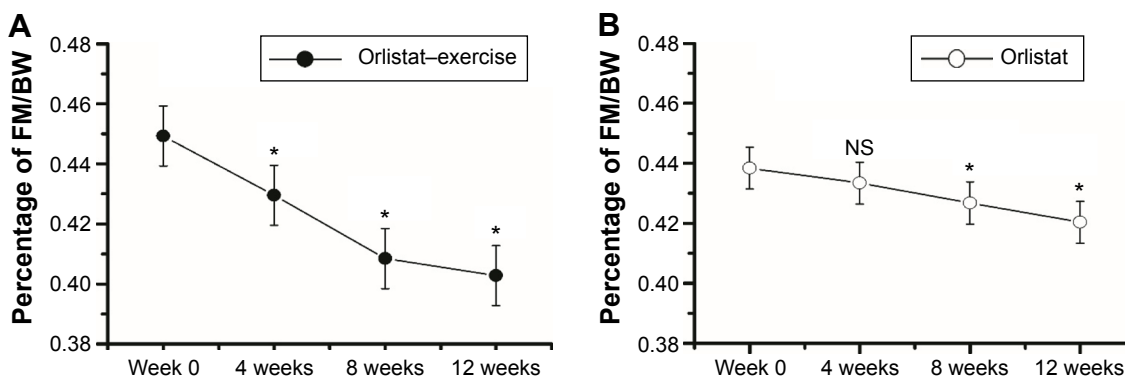 A
Percentage of FM/BW
0.48
0.46
0.44
0.42
0.40
0.38
Orlistat–exercise
*
*
*
Week 0
4 weeks
8 weeks
12 weeks
B
Percentage of FM/BW
0.48
0.46
0.44
0.42
0.40
0.38
Orlistat
NS
*
*
Week 0
4 weeks
8 weeks
12 weeks